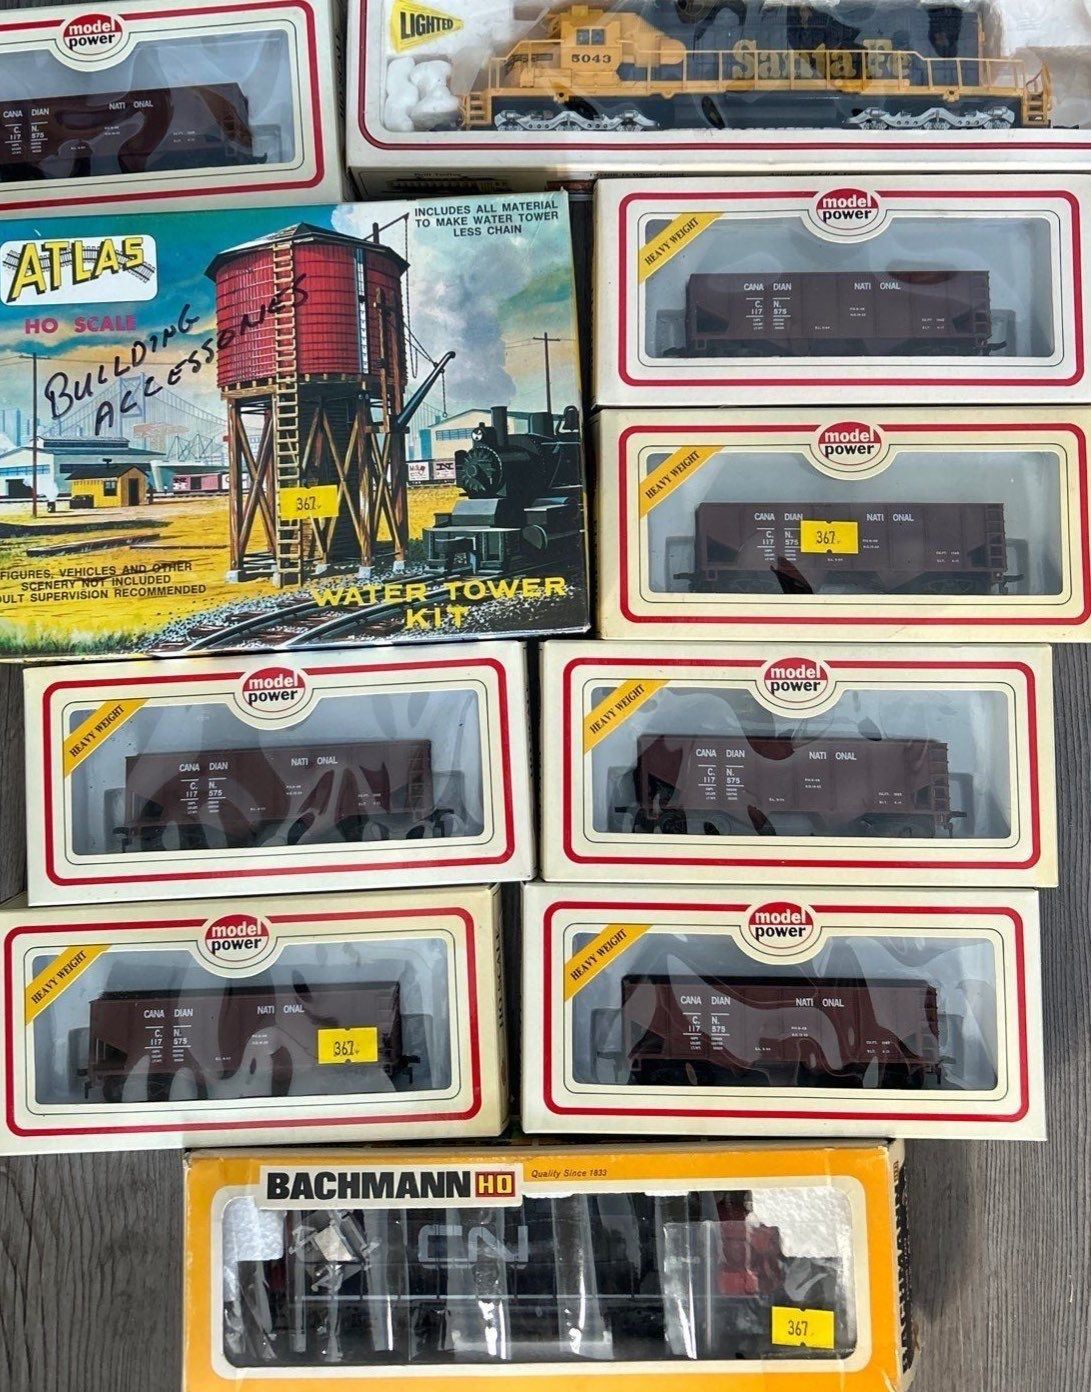 model
power
CANA DIAN NATI ONAL
C. N.
117 575
LIGHTED
5043
Santa Fe
ATLAS
HO SCALE
BUILDING
ACCESSORIES
INCLUDES ALL MATERIAL
TO MAKE WATER TOWER
LESS CHAIN
367
FIGURES, VEHICLES AND OTHER
SCENERY NOT INCLUDED
ULT SUPERVISION RECOMMENDED
WATER TOWER
KIT
model
power
HEAVY WEIGHT
CANA DIAN NATI ONAL
C. N.
117 575
model
power
HEAVY WEIGHT
CANA DIAN NATI ONAL
C. N.
117 575
367
model
power
HEAVY WEIGHT
CANA DIAN NATI ONAL
C. N.
117 575
model
power
HEAVY WEIGHT
CANA DIAN NATI ONAL
C. N.
117 575
model
power
HEAVY WEIGHT
CANA DIAN NATI ONAL
C. N.
117 575
367
model
power
HEAVY WEIGHT
CANA DIAN NATI ONAL
C. N.
117 575
BACHMANN HO
Quality Since 1833
CN
367